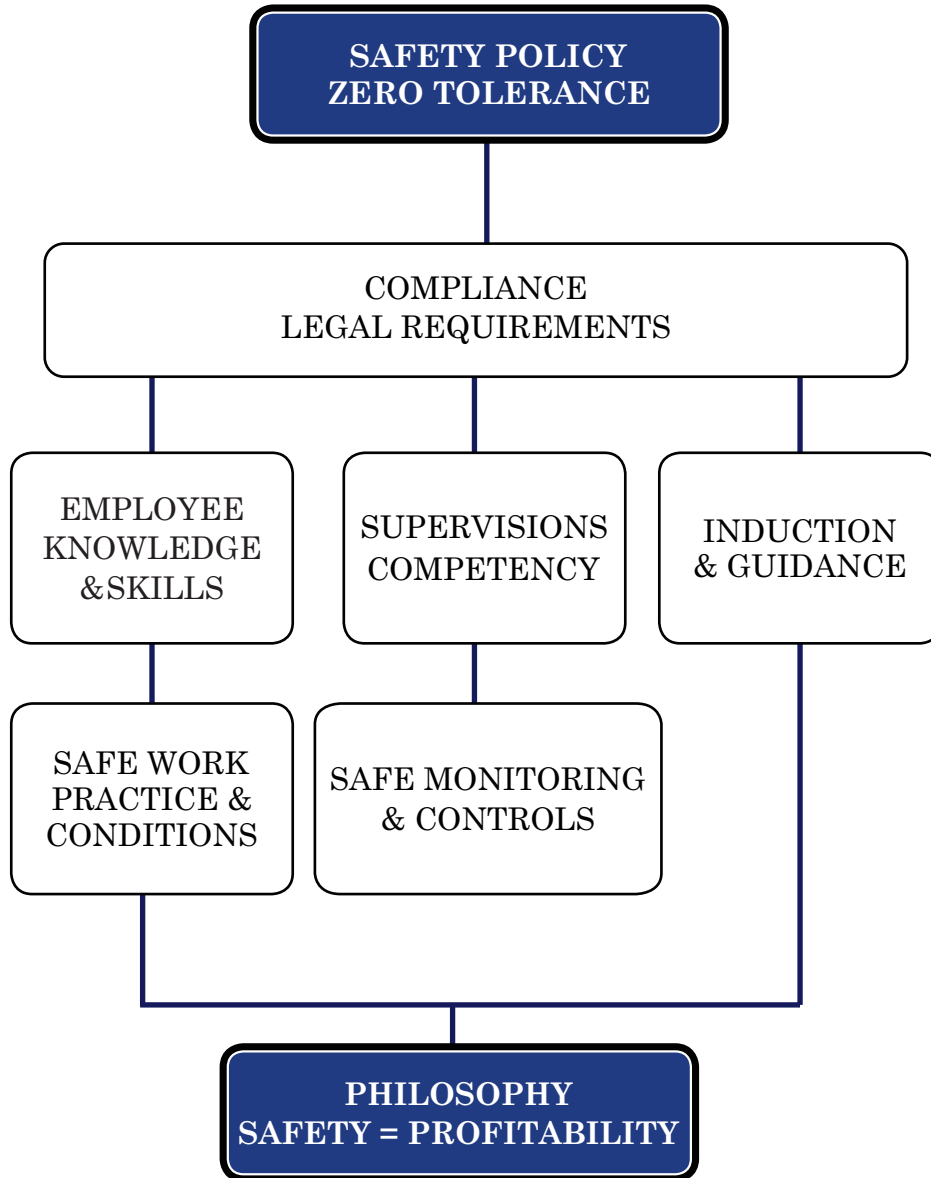 SAFETY POLICY
ZERO TOLERANCE
COMPLIANCE
LEGAL REQUIREMENTS
EMPLOYEE
KNOWLEDGE
&SKILLS
SUPERVISIONS
COMPETENCY
INDUCTION
& GUIDANCE
SAFE WORK
PRACTICE &
CONDITIONS
SAFE MONITORING
& CONTROLS
PHILOSOPHY
SAFETY = PROFITABILITY